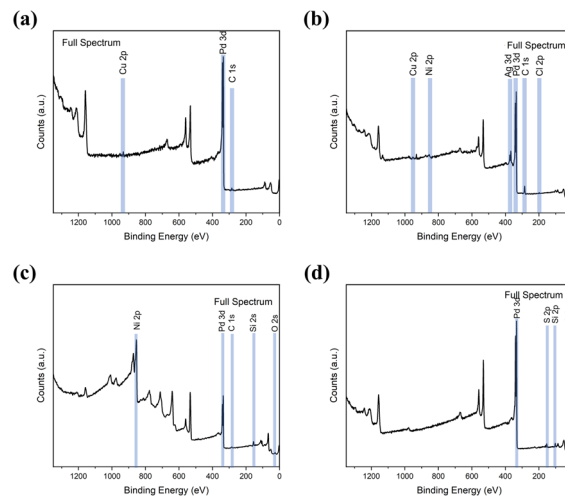 (a)
Full Spectrum
Cu 2p
Pd 3d
C 1s
Counts (a.u.)
1200 1000 800 600 400 200 0
Binding Energy (eV)
(b)
Full Spectrum
Cu 2p
Ni 2p
Ag 3d
Pd 3d
C 1s
Cl 2p
Counts (a.u.)
1200 1000 800 600 400 200 0
Binding Energy (eV)
(c)
Full Spectrum
Ni 2p
Pd 3d
C 1s
Si 2s
O 2s
Counts (a.u.)
1200 1000 800 600 400 200 0
Binding Energy (eV)
(d)
Full Spectrum
Pd 3d
S 2p
Si 2p
Counts (a.u.)
1200 1000 800 600 400 200 0
Binding Energy (eV)